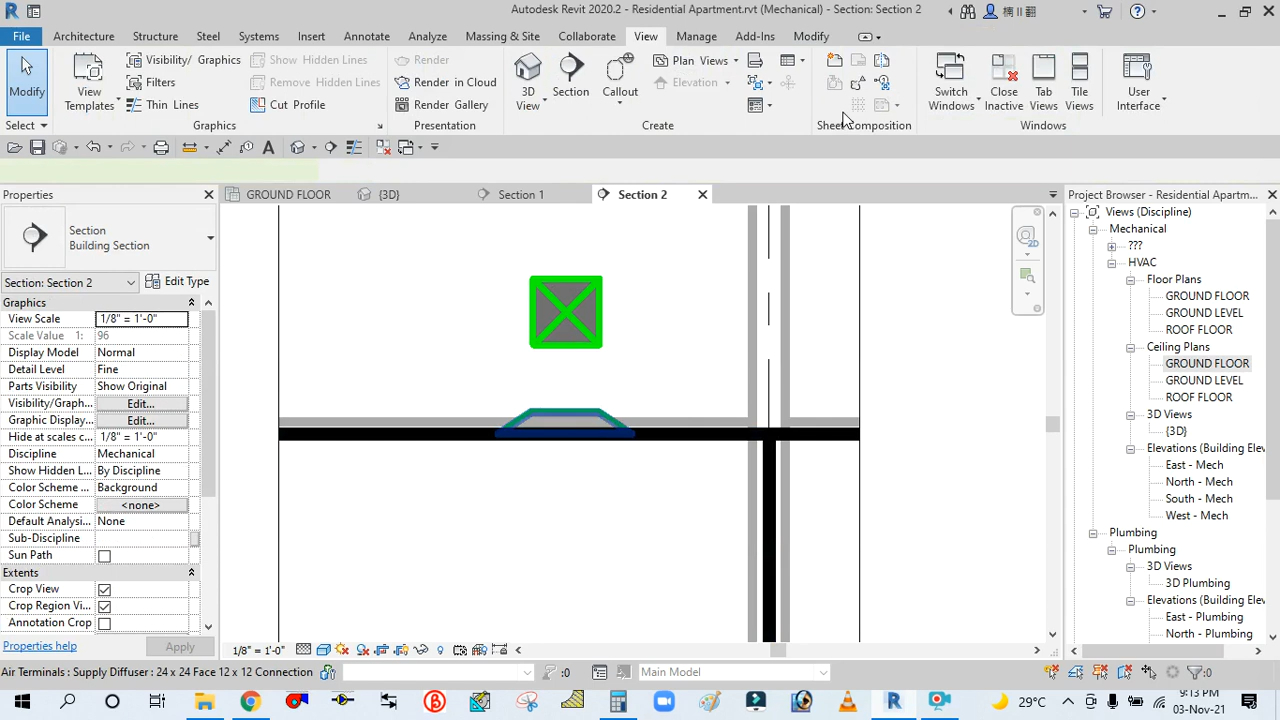 Autodesk Revit 2020.2 - Residential Apartment.rvt (Mechanical) - Section: Section 2
File Architecture Structure Steel Systems Insert Annotate Analyze Massing & Site Collaborate View Manage Add-Ins Modify
Modify
View
Templates
Visibility/ Graphics
Filters
Thin Lines
Show Hidden Lines
Remove Hidden Lines
Cut Profile
Render
Render in Cloud
Render Gallery
3D
View
Section
Callout
Plan Views
Elevation
Switch
Windows
Close
Inactive
Tab
Views
Tile
Views
User
Interface
Select Graphics Presentation Create Sheet Composition Windows
Properties
GROUND FLOOR {3D} Section 1 Section 2
Project Browser - Residential Apartm...
Section
Building Section
Section: Section 2 Edit Type
Graphics
View Scale 1/8" = 1'-0"
Scale Value 1: 96
Display Model Normal
Detail Level Fine
Parts Visibility Show Original
Visibility/Graph... Edit...
Graphic Display... Edit...
Hide at scales c... 1/8" = 1'-0"
Discipline Mechanical
Show Hidden L... By Discipline
Color Scheme ... Background
Color Scheme <none>
Default Analysi... None
Sub-Discipline
Sun Path
Extents
Crop View
Crop Region Vi...
Annotation Crop
Properties help Apply
2D
Views (Discipline)
Mechanical
???
HVAC
Floor Plans
GROUND FLOOR
GROUND LEVEL
ROOF FLOOR
Ceiling Plans
GROUND FLOOR
GROUND LEVEL
ROOF FLOOR
3D Views
{3D}
Elevations (Building Elev
East - Mech
North - Mech
South - Mech
West - Mech
Plumbing
Plumbing
3D Views
3D Plumbing
Elevations (Building Elev
East - Plumbing
North - Plumbing
1/8" = 1'-0"
Air Terminals : Supply Diffuser : 24 x 24 Face 12 x 12 Connection :0 Main Model :0
29°C ENG 9:13 PM
03-Nov-21